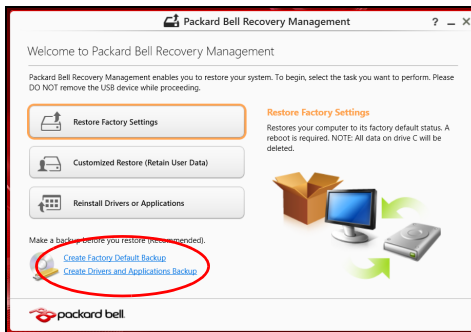 Packard Bell Recovery Management
? _ X
Welcome to Packard Bell Recovery Management
Packard Bell Recovery Management enables you to restore your system. To begin, select the task you want to perform. Please
DO NOT remove the USB device while proceeding.
Restore Factory Settings
Customized Restore (Retain User Data)
Reinstall Drivers or Applications
Restore Factory Settings
Restores your computer to its factory default status. A
reboot is required. NOTE: All data on drive C will be
deleted.
Make a backup before you restore (Recommended).
Create Factory Default Backup
Create Drivers and Applications Backup
packard bell.